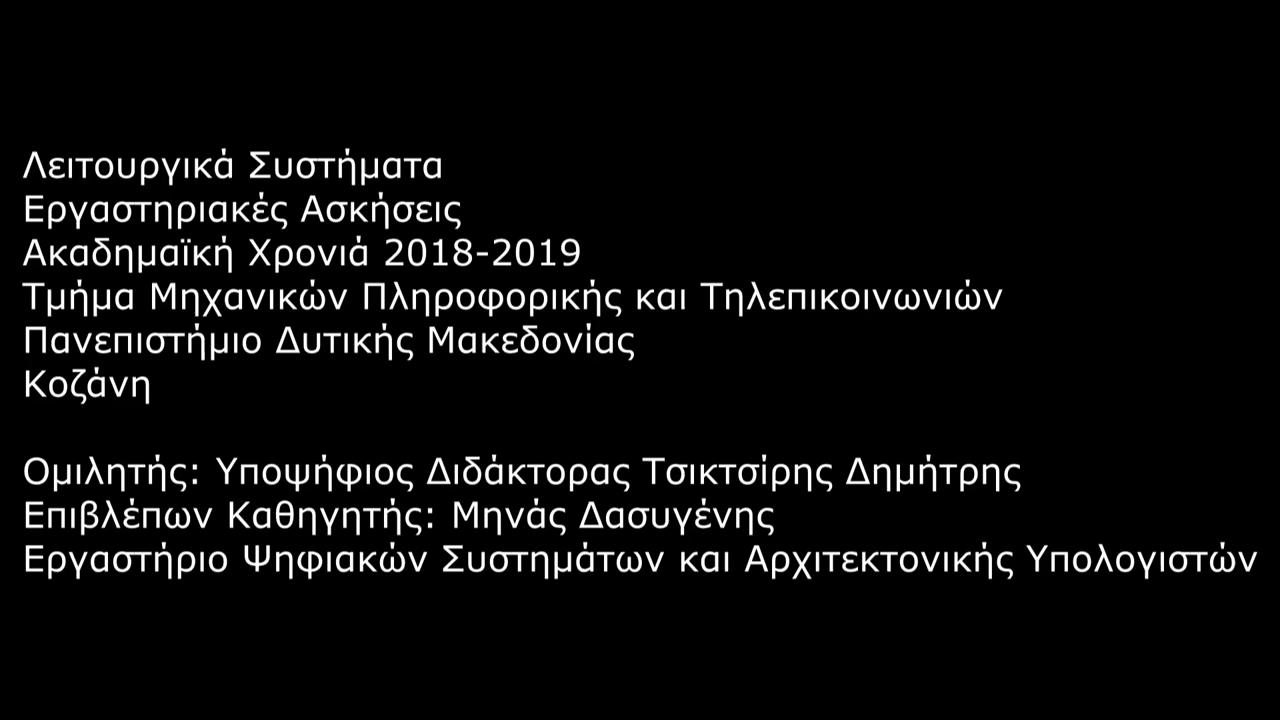 Λειτουργικά Συστήματα
Εργαστηριακές Ασκήσεις
Ακαδημαϊκή Χρονιά 2018-2019
Τμήμα Μηχανικών Πληροφορικής και Τηλεπικοινωνιών
Πανεπιστήμιο Δυτικής Μακεδονίας
Κοζάνη
Ομιλητής: Υποψήφιος Διδάκτορας Τσικτσίρης Δημήτρης
Επιβλέπων Καθηγητής: Μηνάς Δασυγένης
Εργαστήριο Ψηφιακών Συστημάτων και Αρχιτεκτονικής Υπολογιστών